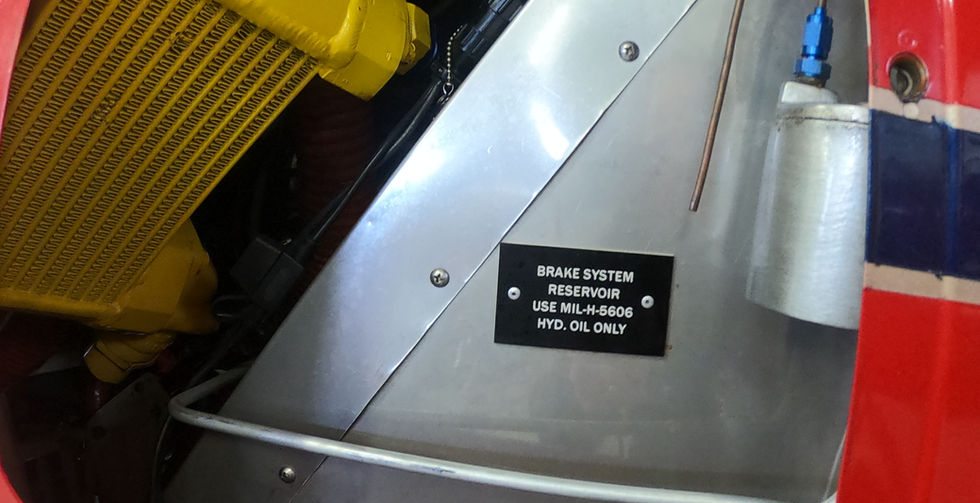 BRAKE SYSTEM
RESERVOIR
USE MIL-H-5606
HYD. OIL ONLY